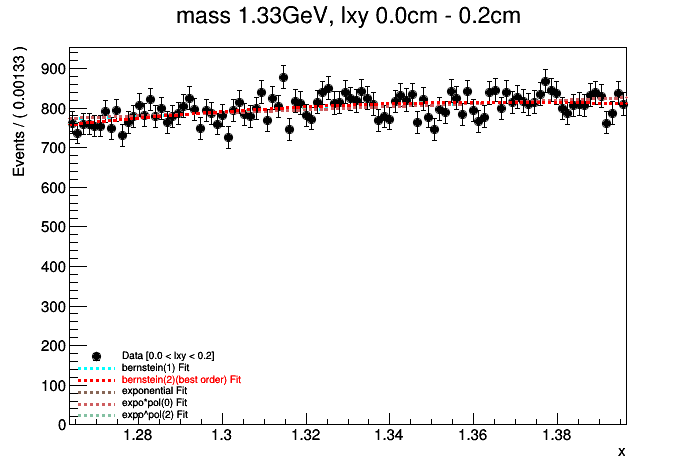 mass 1.33GeV, lxy 0.0cm - 0.2cm
Events / ( 0.00133 )
900
800
700
600
500
400
300
200
100
0
Data [0.0 < lxy < 0.2]
bernstein(1) Fit
bernstein(2)(best order) Fit
exponential Fit
expo*pol(0) Fit
expp^pol(2) Fit
1.28 1.3 1.32 1.34 1.36 1.38
x